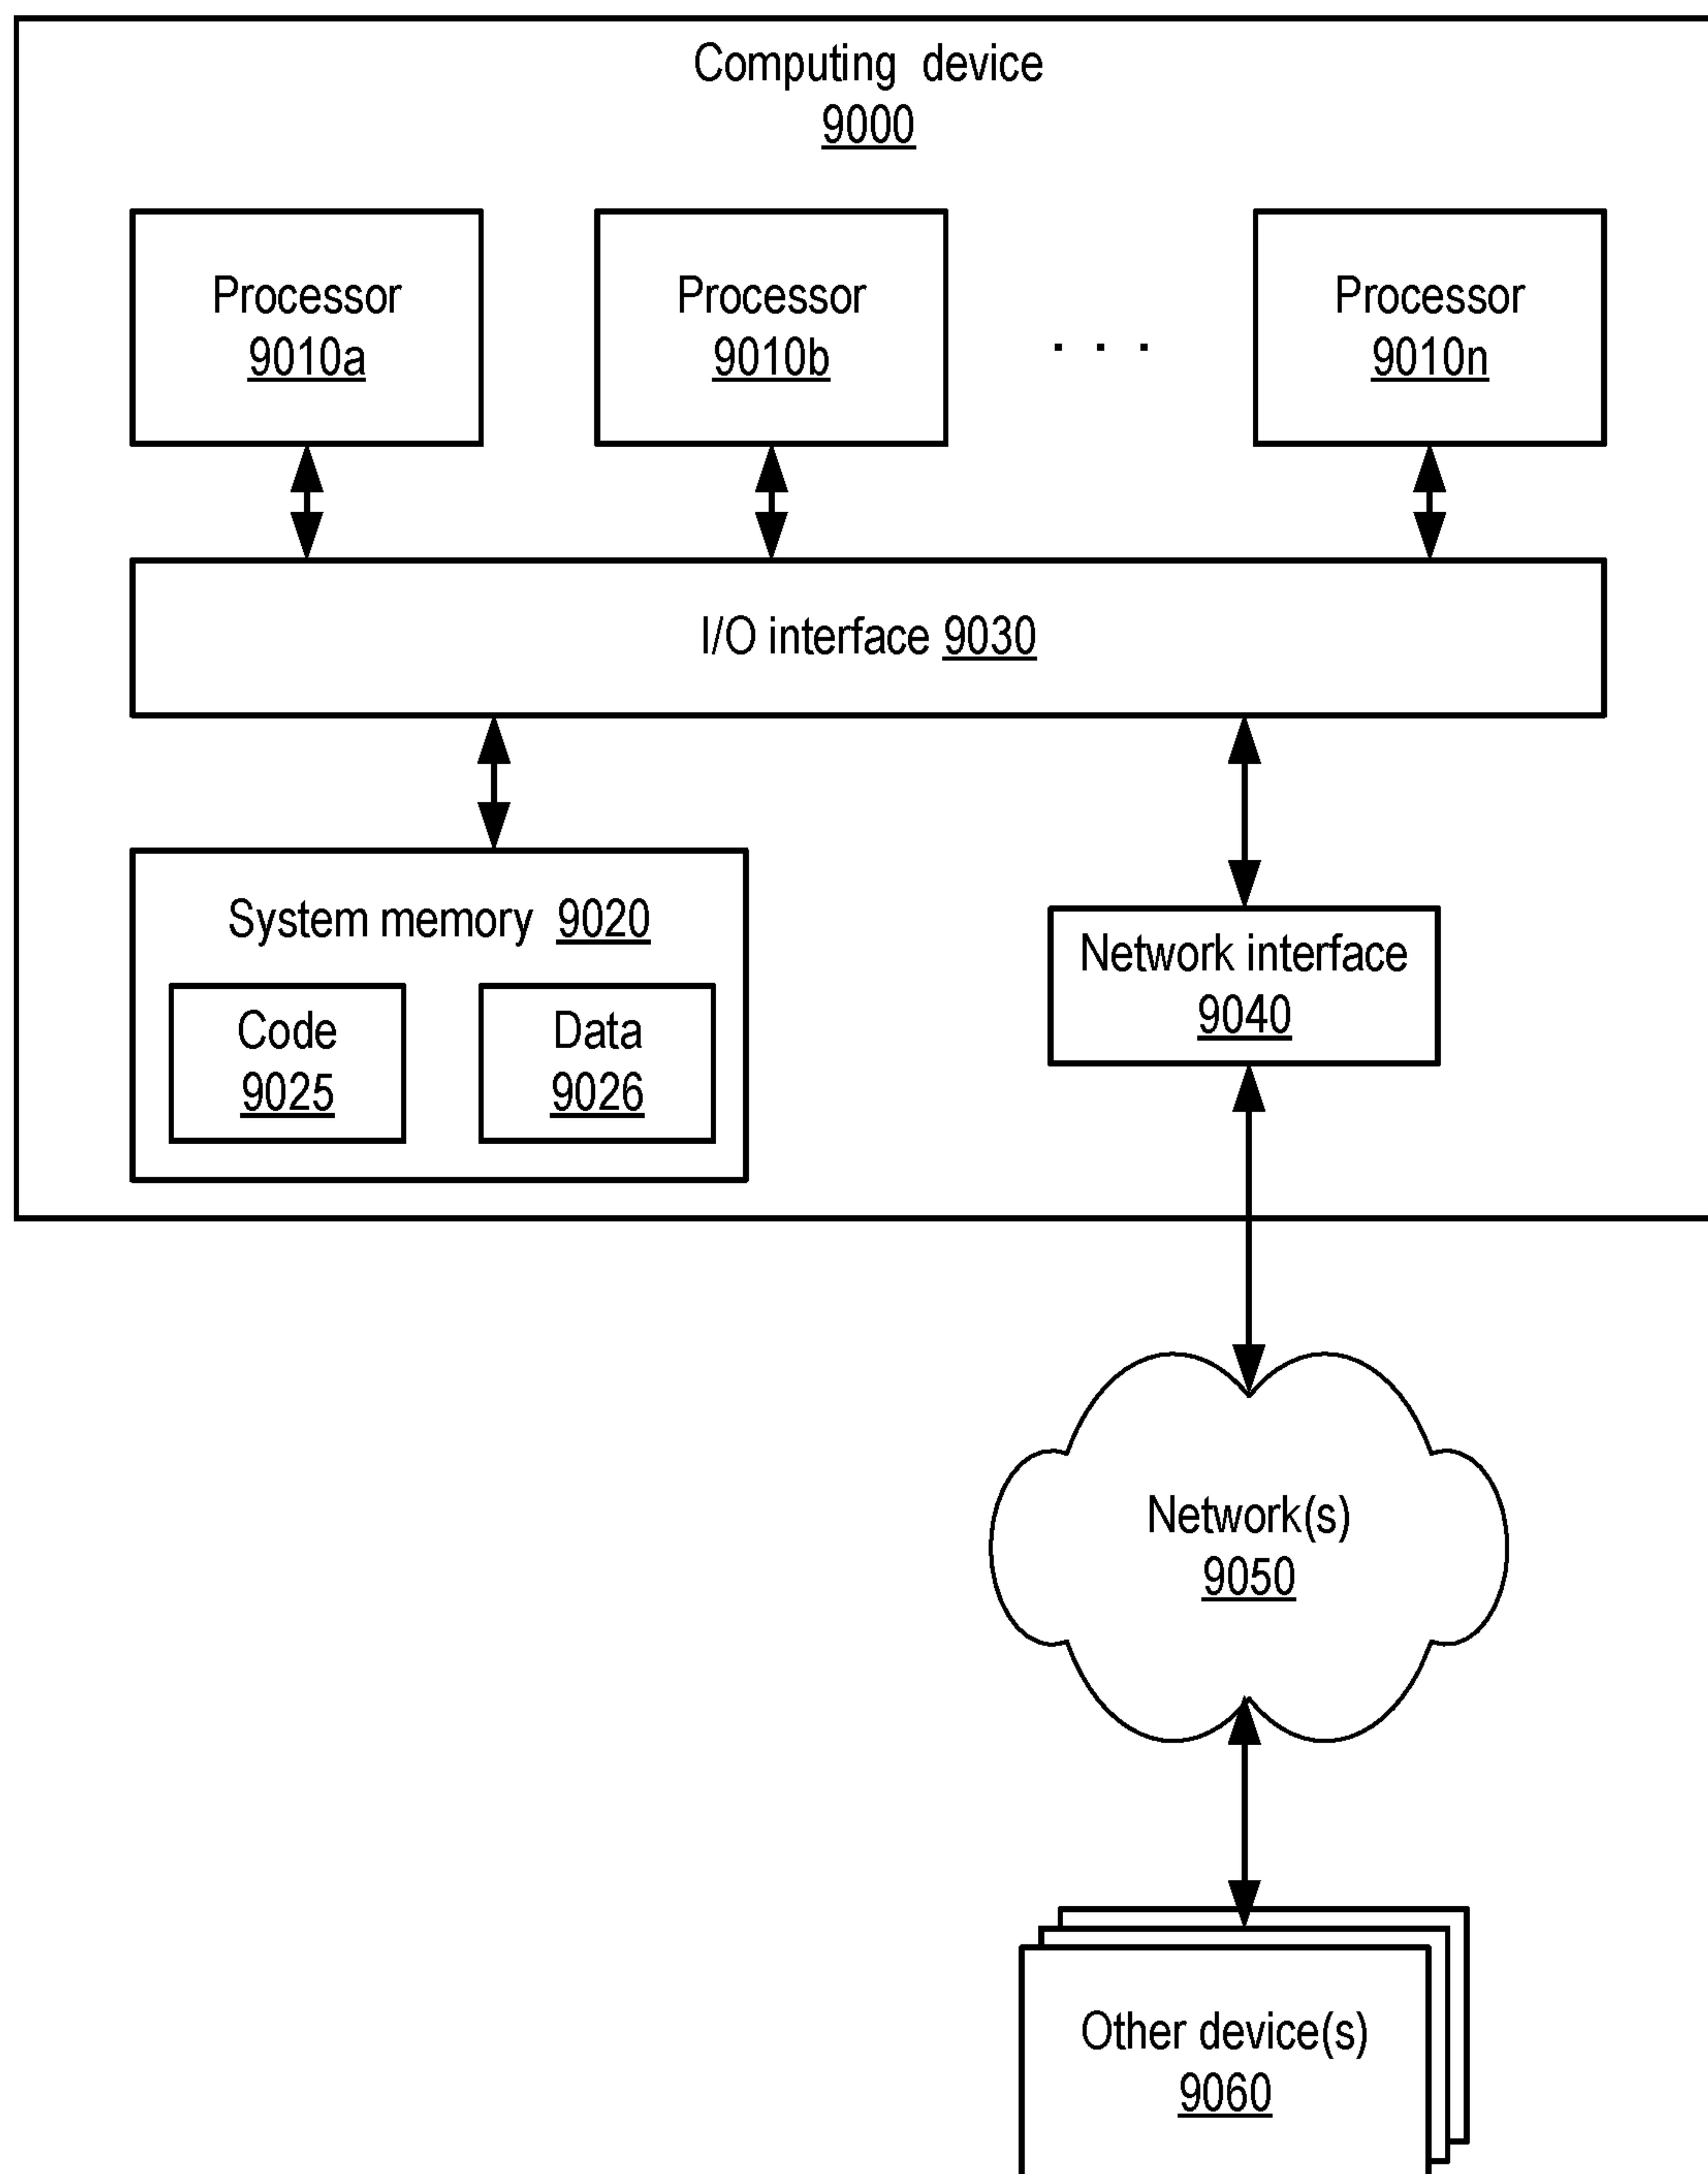 Computing device
9000
Processor
9010a
Processor
9010b
. . .
Processor
9010n
I/O interface 9030
System memory 9020
Code
9025
Data
9026
Network interface
9040
Network(s)
9050
Other device(s)
9060